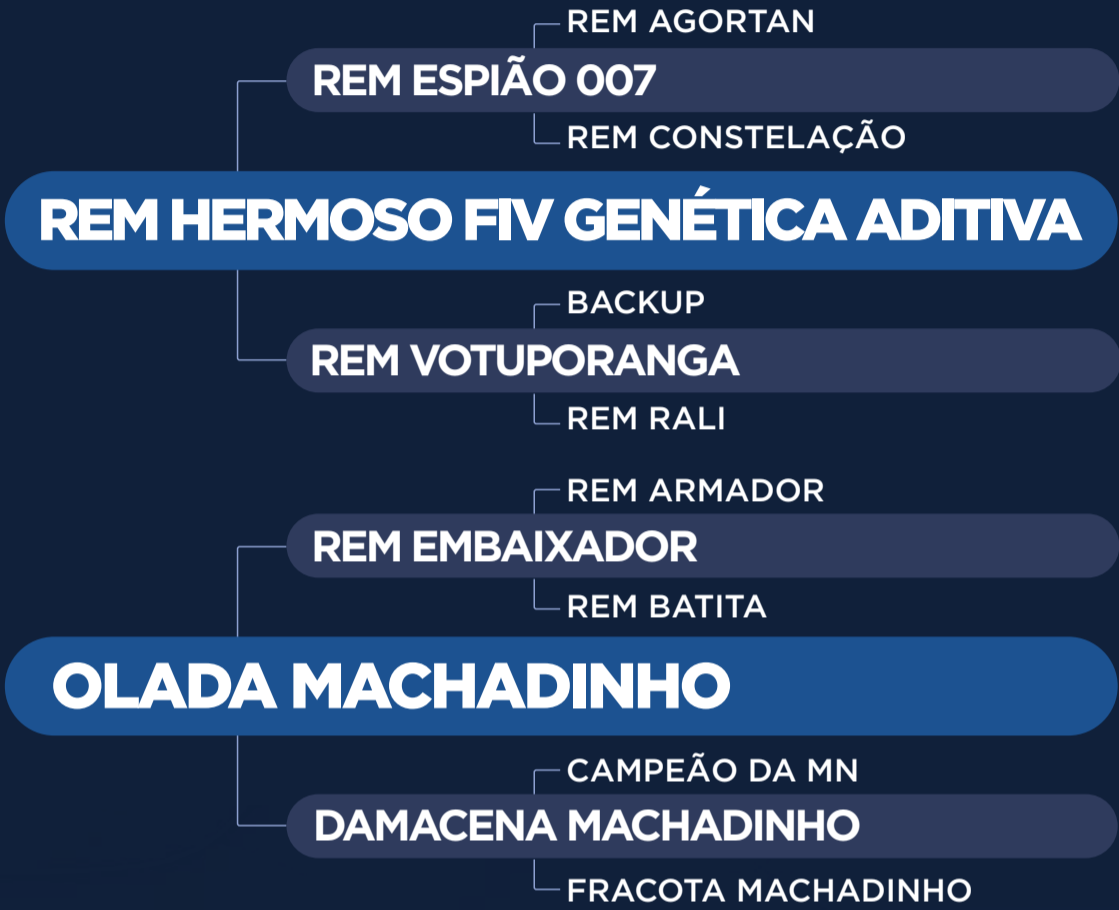 REM AGORTAN
REM ESPIÃO 007
REM CONSTELAÇÃO
REM HERMOSO FIV GENÉTICA ADITIVA
BACKUP
REM VOTUPORANGA
REM RALI
REM ARMADOR
REM EMBAIXADOR
REM BATITA
OLADA MACHADINHO
CAMPEÃO DA MN
DAMACENA MACHADINHO
FRACOTA MACHADINHO